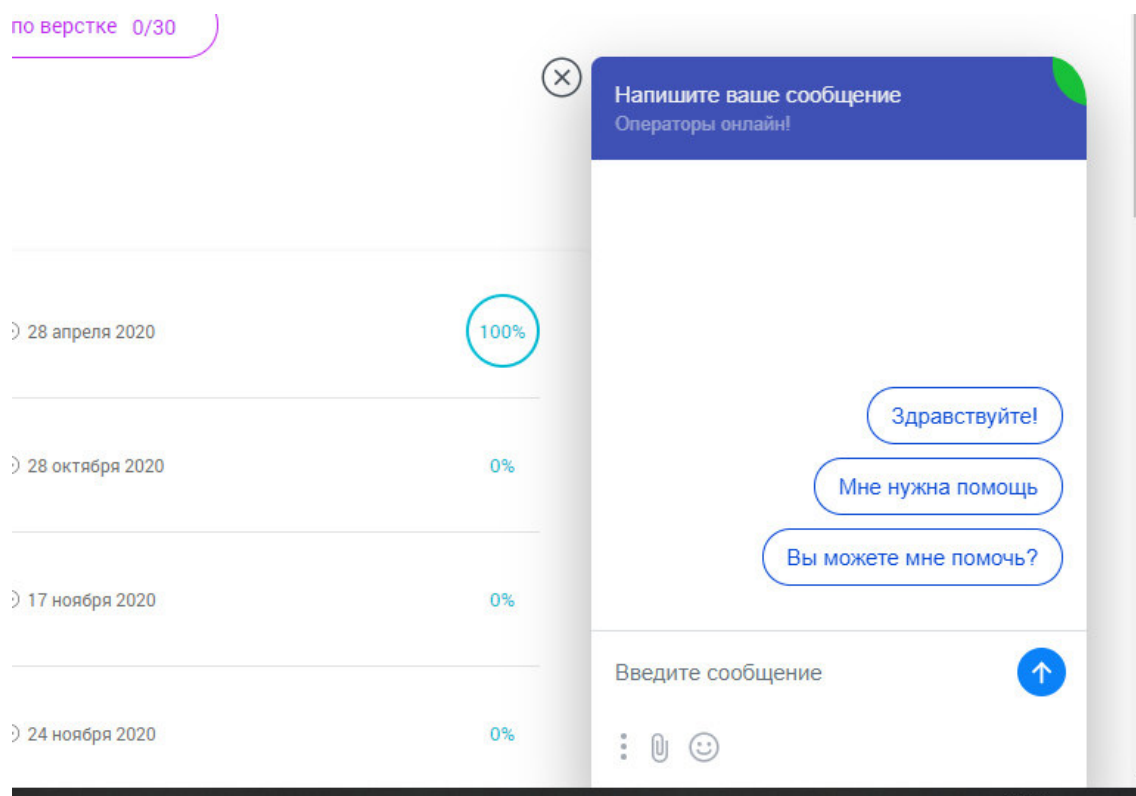 по верстке 0/30
28 апреля 2020
100%
28 октября 2020
0%
17 ноября 2020
0%
24 ноября 2020
0%
Напишите ваше сообщение
Операторы онлайн!
Здравствуйте!
Мне нужна помощь
Вы можете мне помочь?
Введите сообщение